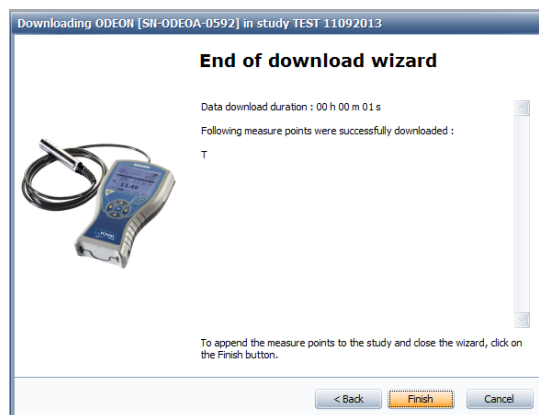 Downloading ODEON [SN-ODEOA-0592] in study TEST 11092013
End of download wizard
Data download duration : 00 h 00 m 01 s
Following measure points were successfully downloaded :
T
11.46
To append the measure points to the study and close the wizard, click on
the Finish button.
< Back
Finish
Cancel